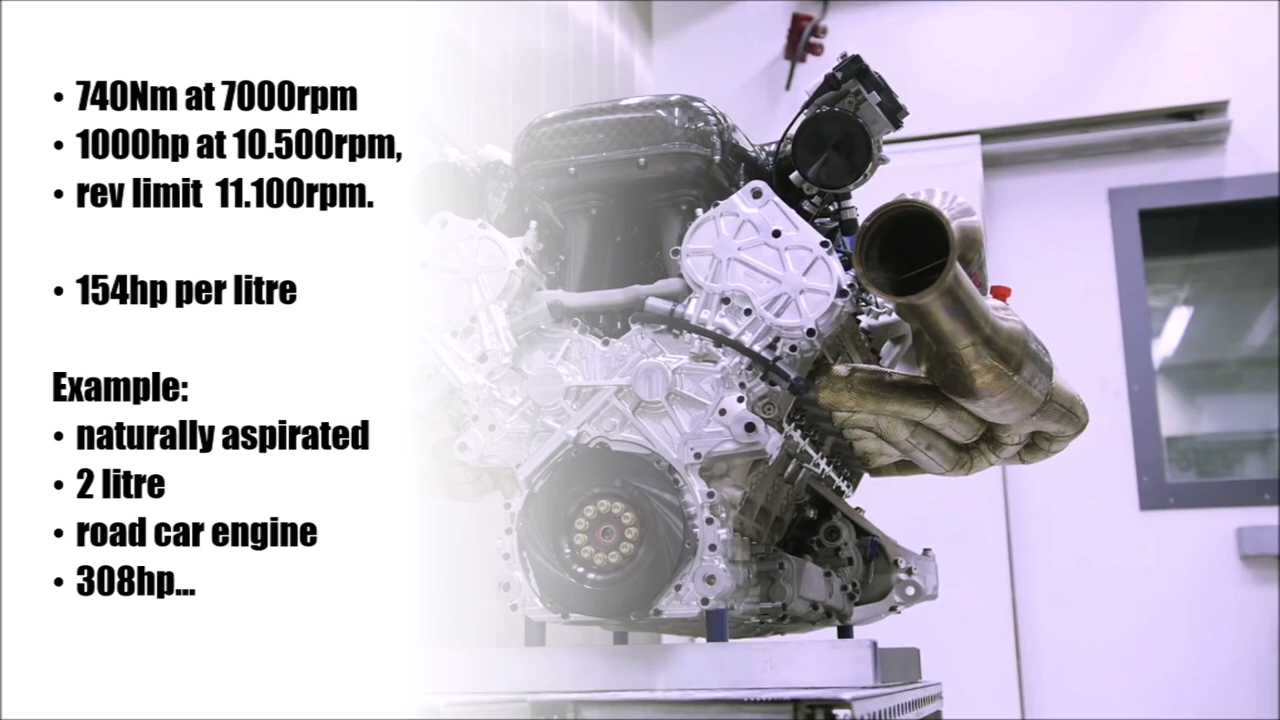 • 740Nm at 7000rpm
• 1000hp at 10.500rpm,
• rev limit  11.100rpm.
• 154hp per litre
Example:
• naturally aspirated
• 2 litre
• road car engine
• 308hp...